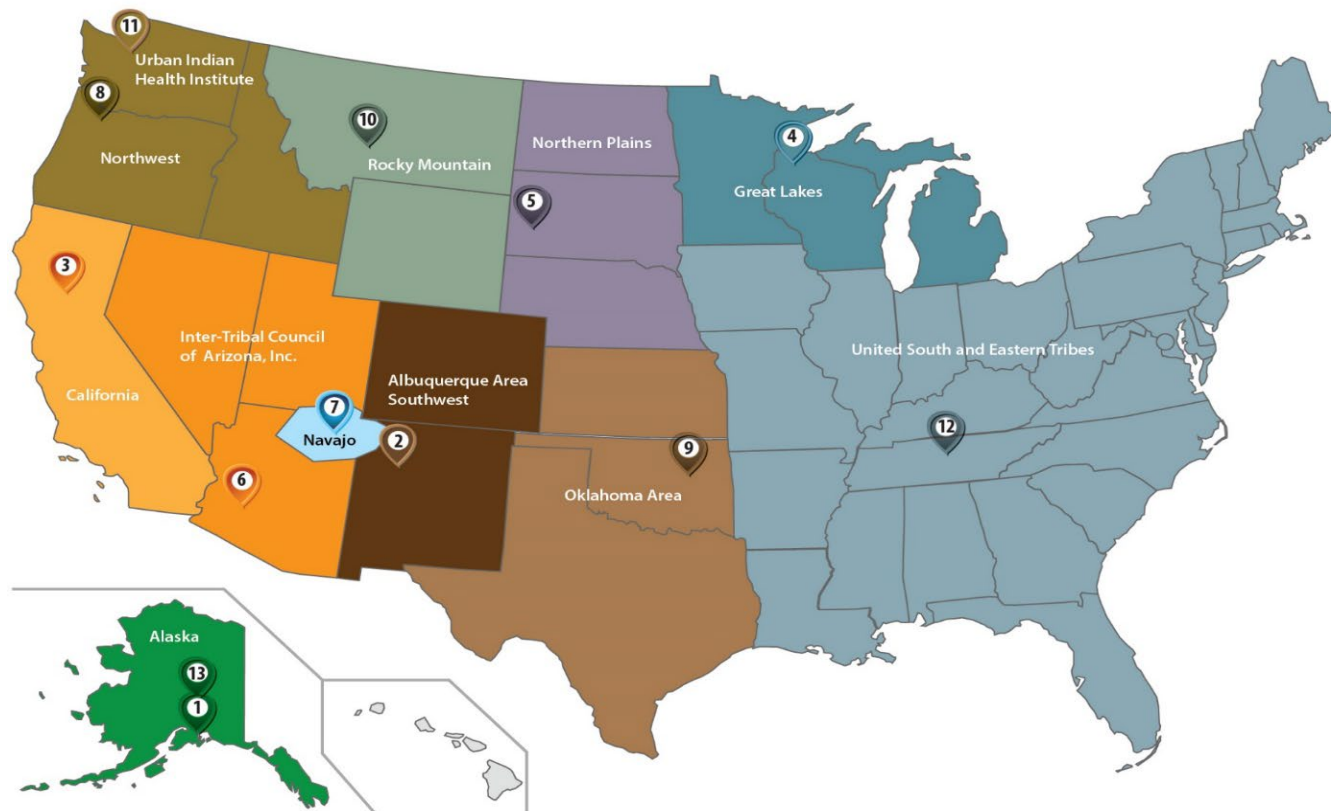 11
Urban Indian
Health Institute
8
Northwest
10
Rocky Mountain
Northern Plains
5
4
Great Lakes
3
California
Inter-Tribal Council
of Arizona, Inc.
Albuquerque Area
Southwest
7
Navajo
2
6
9
Oklahoma Area
United South and Eastern Tribes
12
Alaska
13
1